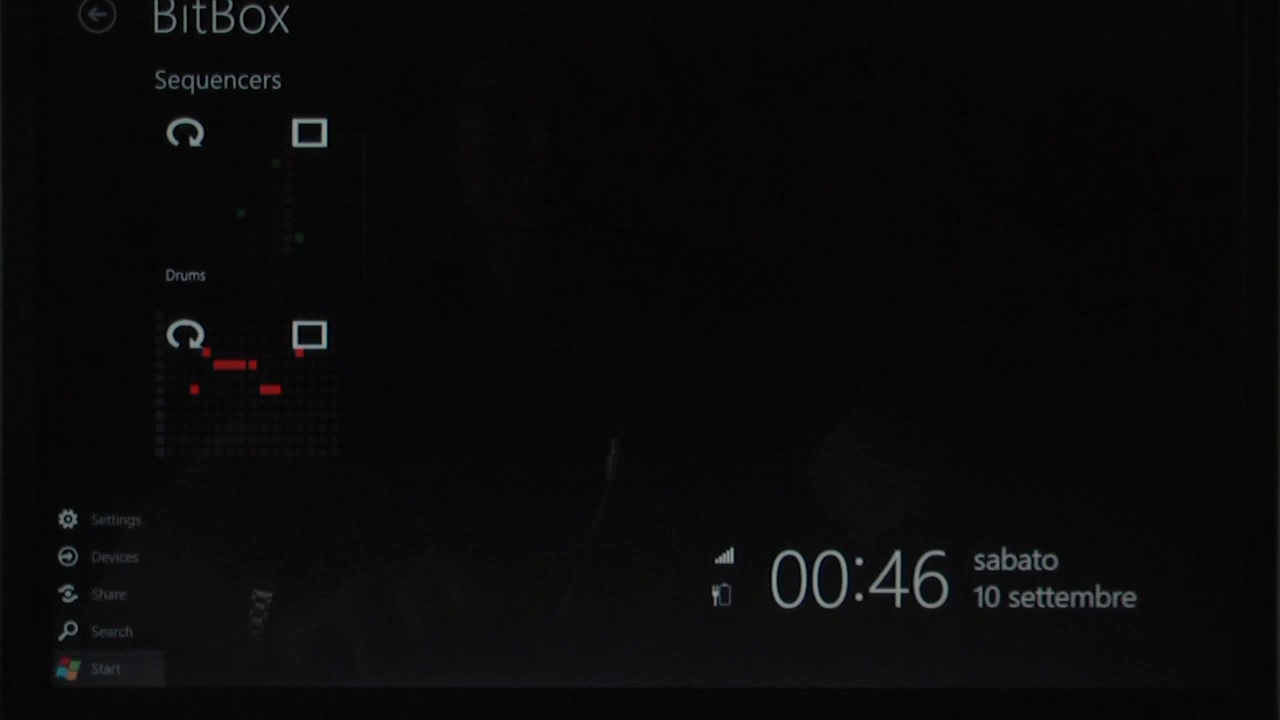 BitBox
Sequencers
Drums
Settings
Devices
Share
Search
Start
00:46
sabato
10 settembre